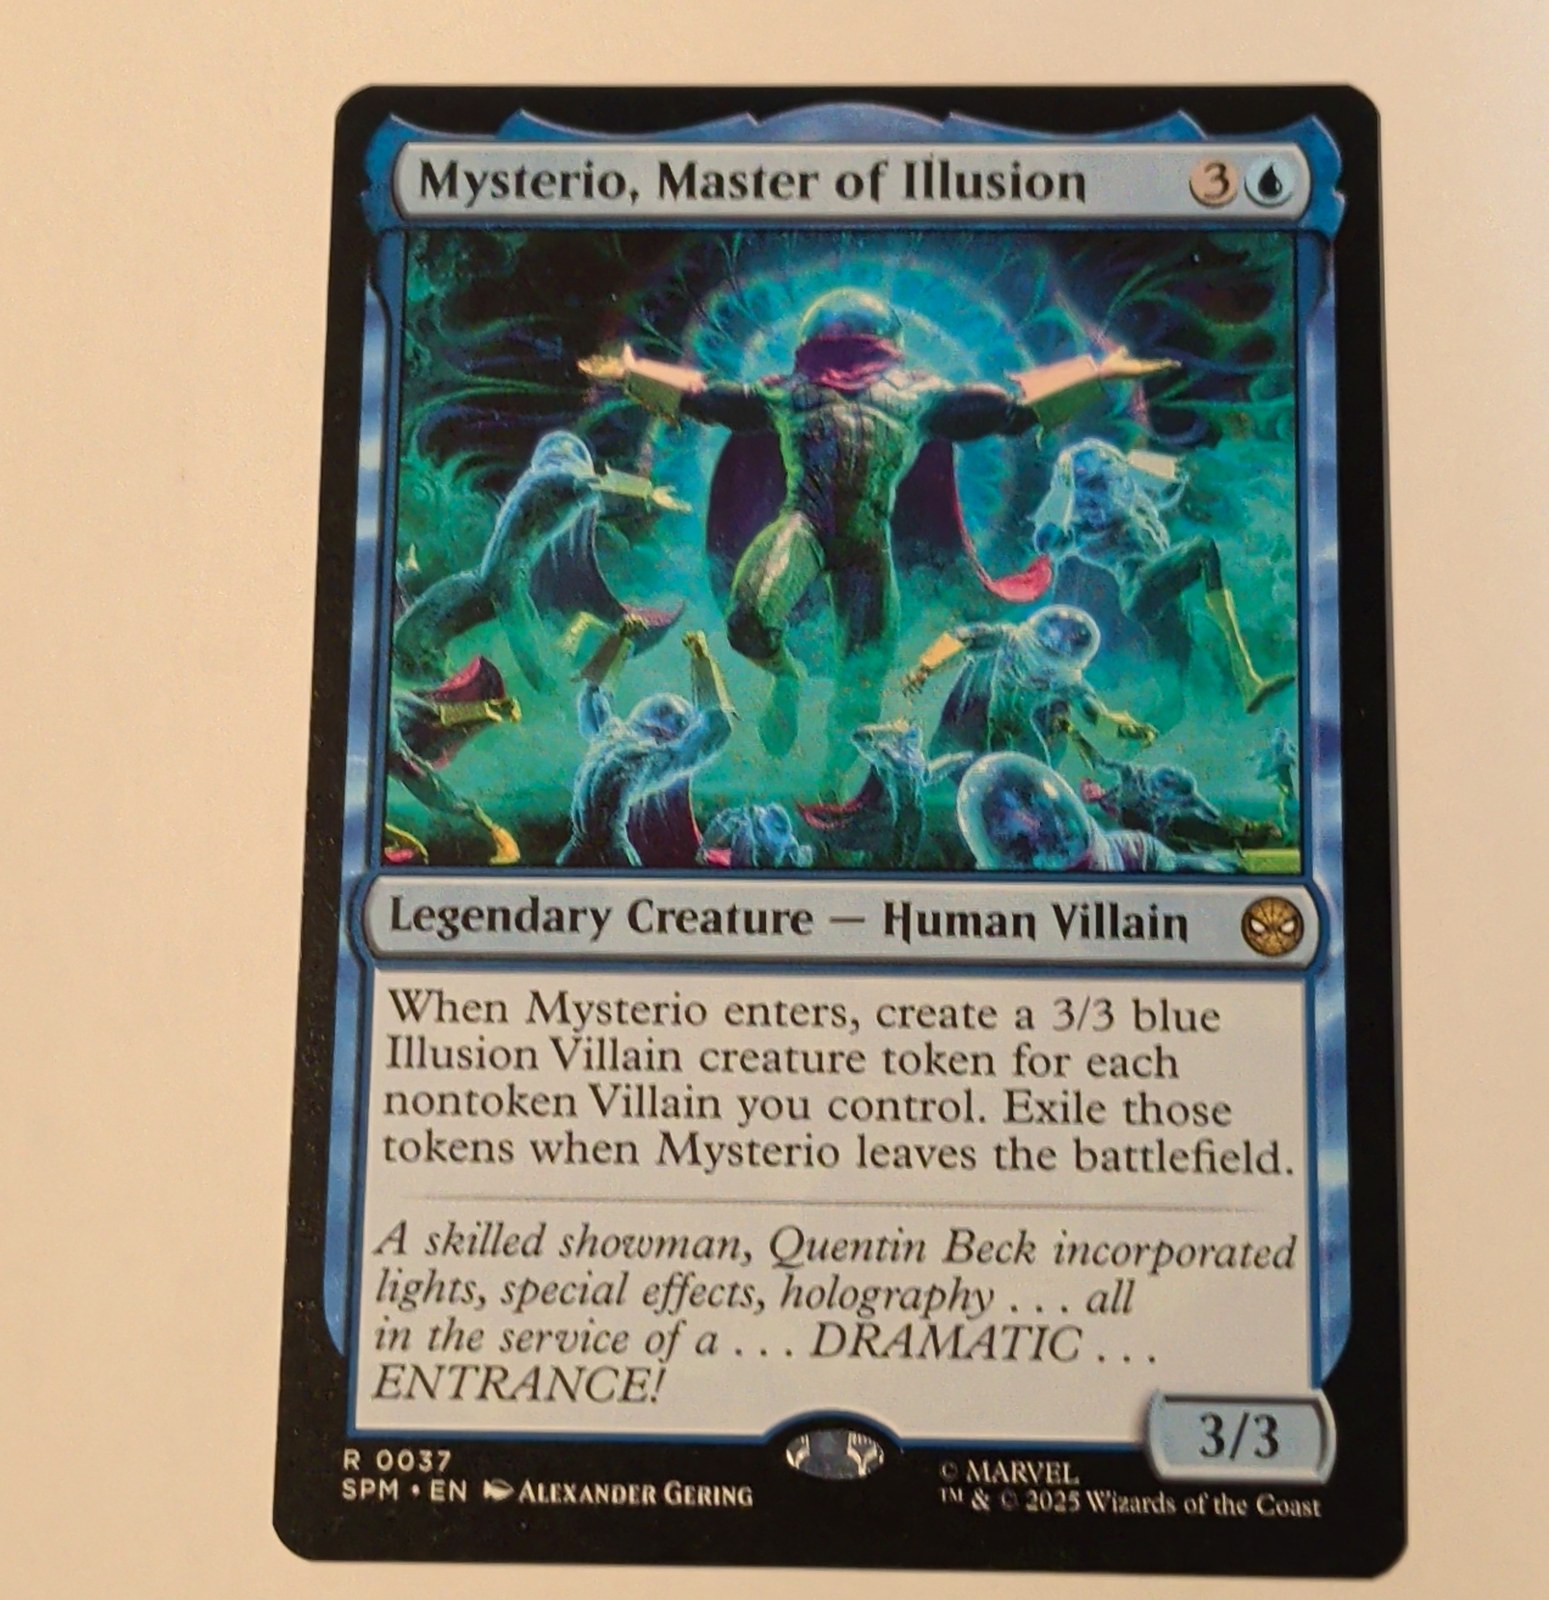 Mysterio, Master of Illusion 3
Legendary Creature — Human Villain
When Mysterio enters, create a 3/3 blue
Illusion Villain creature token for each
nontoken Villain you control. Exile those
tokens when Mysterio leaves the battlefield.
A skilled showman, Quentin Beck incorporated
lights, special effects, holography . . . all
in the service of a . . . DRAMATIC . . .
ENTRANCE!
3/3
R 0037
SPM • EN ALEXANDER GERING
© MARVEL
™ & © 2025 Wizards of the Coast